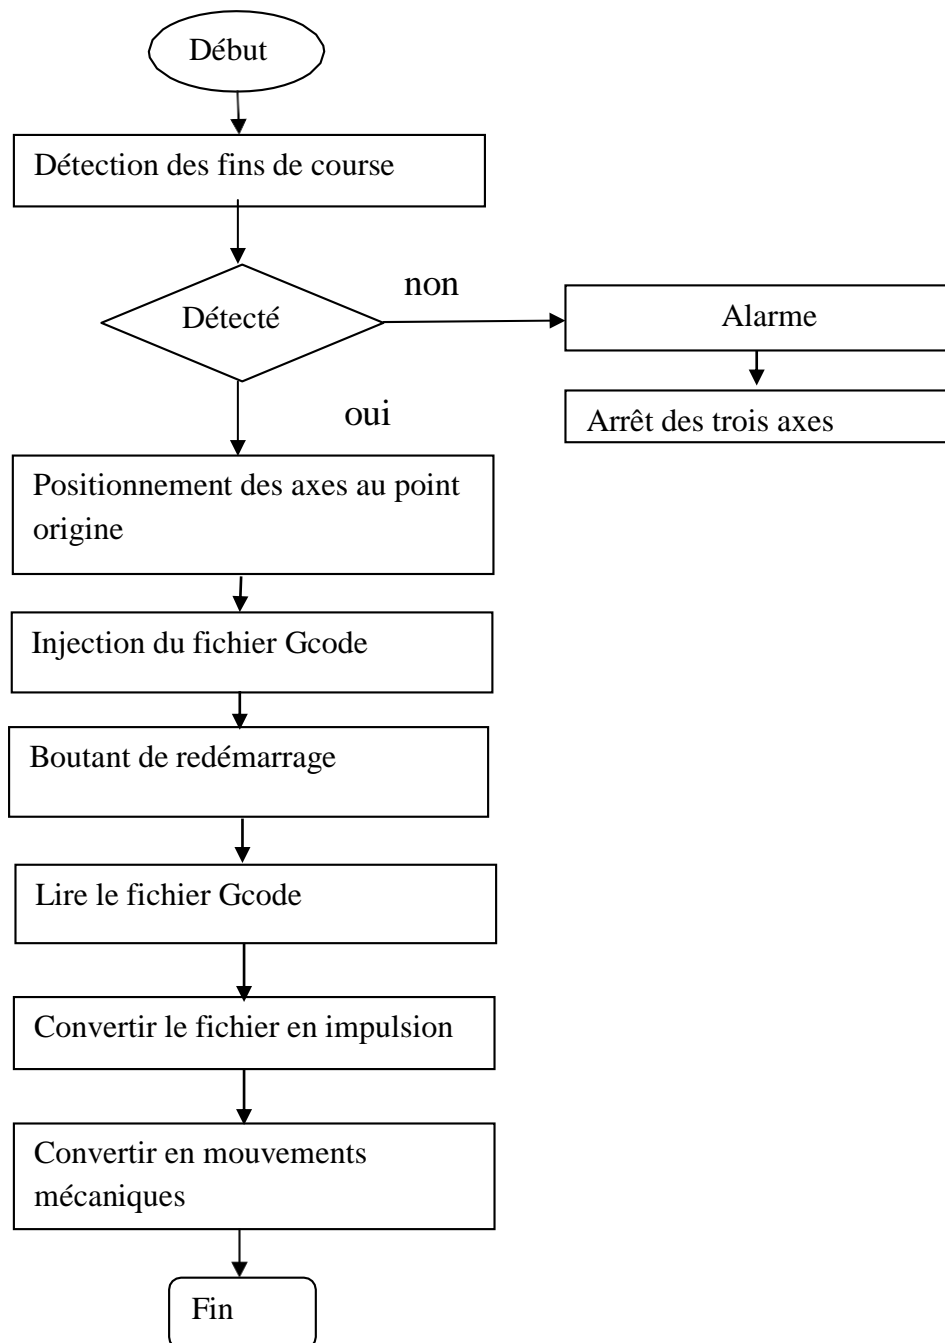 Début
Détection des fins de course
non
Détecté
Alarme
oui
Arrêt des trois axes
Positionnement des axes au point
origine
Injection du fichier Gcode
Boutant de redémarrage
Lire le fichier Gcode
Convertir le fichier en impulsion
Convertir en mouvements
mécaniques
Fin